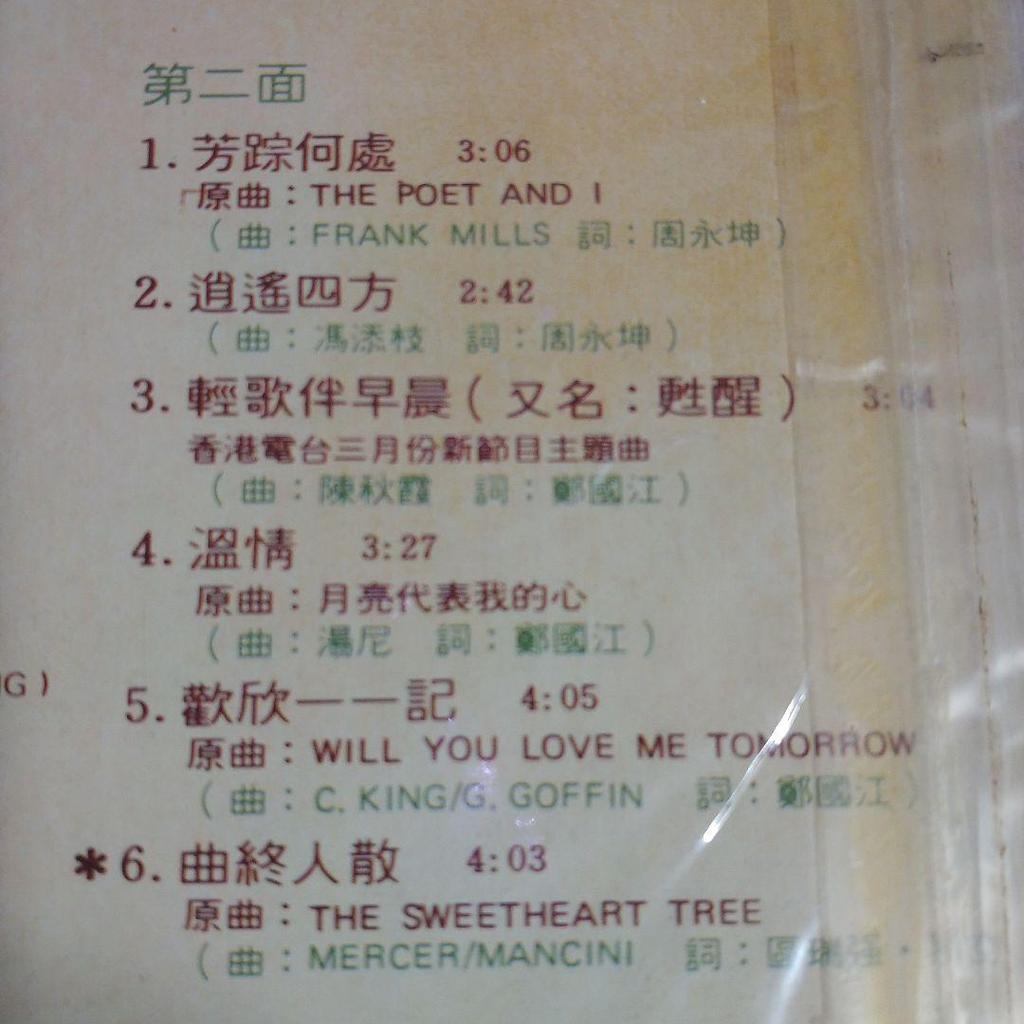 第二面
1. 芳踪何處 3:06
原曲：THE POET AND I
（曲：FRANK MILLS 詞：周永坤）
2. 逍遙四方 2:42
（曲：馮添枝 詞：周永坤）
3. 輕歌伴早晨（又名：甦醒） 3:04
香港電台三月份新節目主題曲
（曲：陳秋霞 詞：鄭國江）
4. 溫情 3:27
原曲：月亮代表我的心
（曲：湯尼 詞：鄭國江）
G）
5. 歡欣一一記 4:05
原曲：WILL YOU LOVE ME TOMORROW
（曲：C. KING/G. GOFFIN 詞：鄭國江）
*6. 曲終人散 4:03
原曲：THE SWEETHEART TREE
（曲：MERCER/MANCINI 詞：區瑞強．